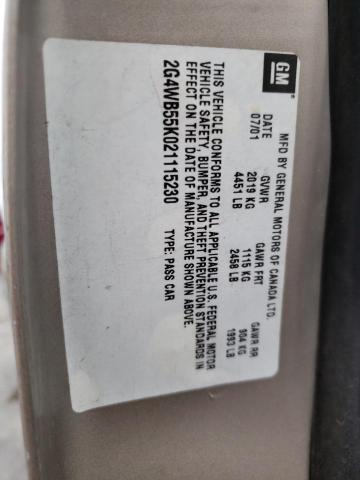 GM
MFD BY GENERAL MOTORS OF CANADA LTD.
DATE GVWR GAWR FRT GAWR RR
07/01 2019 KG 1115 KG 904 KG
4451 LB 2458 LB 1993 LB
THIS VEHICLE CONFORMS TO ALL APPLICABLE U.S. FEDERAL MOTOR
VEHICLE SAFETY, BUMPER, AND THEFT PREVENTION STANDARDS IN
EFFECT ON THE DATE OF MANUFACTURE SHOWN ABOVE.
2G4WB55K021115230 TYPE: PASS CAR